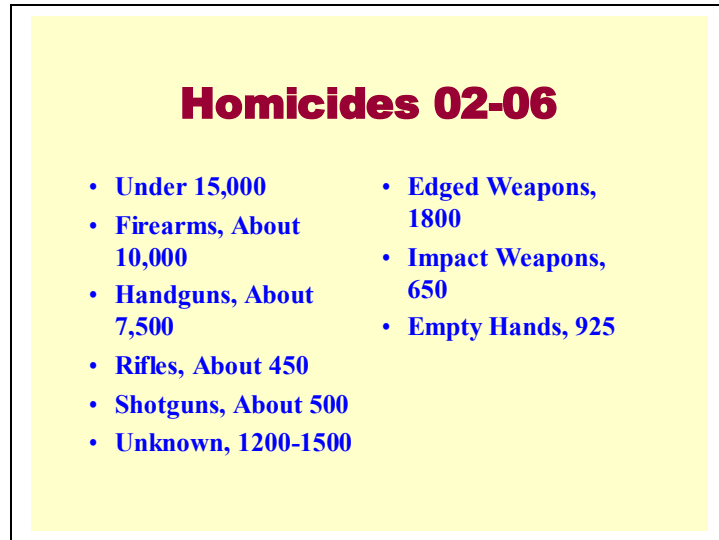 Homicides 02-06
• Under 15,000
• Firearms, About
10,000
• Handguns, About
7,500
• Rifles, About 450
• Shotguns, About 500
• Unknown, 1200-1500
• Edged Weapons,
1800
• Impact Weapons,
650
• Empty Hands, 925